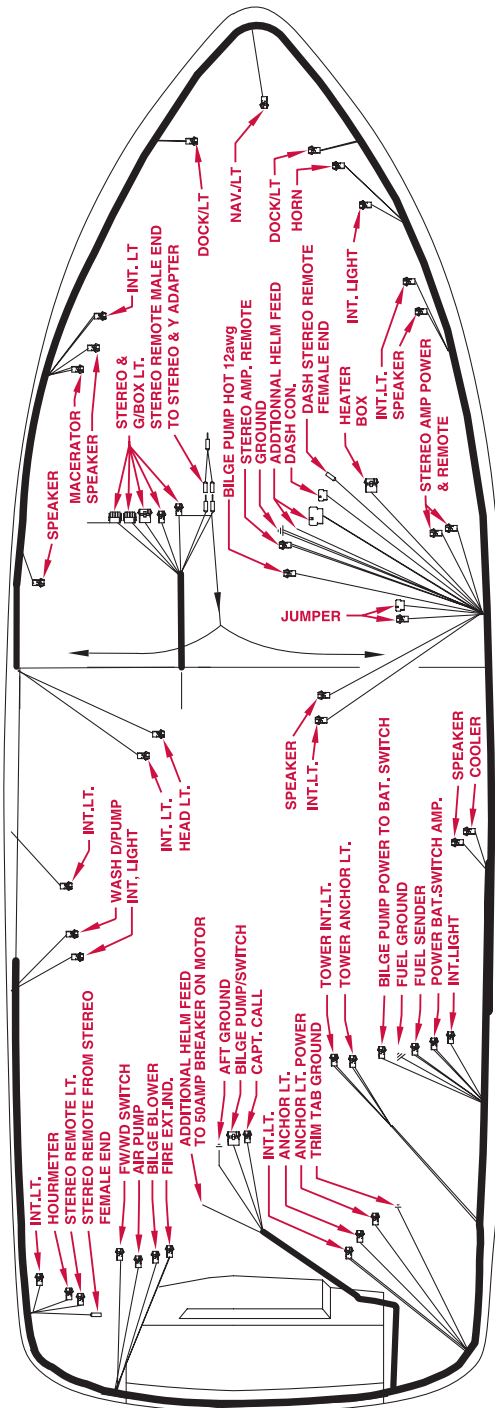 NAV./LT
DOCK/LT
DOCK/LT
HORN
INT. LIGHT
INT. LT
MACERATOR
SPEAKER
SPEAKER
STEREO &
G/BOX LT.
STEREO REMOTE MALE END
TO STEREO & Y ADAPTER
BILGE PUMP HOT 12awg
STEREO AMP. REMOTE
GROUND
ADDTIONNAL HELM FEED
DASH CON.
DASH STEREO REMOTE
FEMALE END
HEATER
BOX
INT.LT.
SPEAKER
STEREO AMP POWER
& REMOTE
JUMPER
INT. LT.
HEAD LT.
SPEAKER
INT.LT.
INT.LT.
WASH D/PUMP
INT, LIGHT
SPEAKER
COOLER
TOWER INT.LT.
TOWER ANCHOR LT.
BILGE PUMP POWER TO BAT. SWITCH
FUEL GROUND
FUEL SENDER
POWER BAT.SWITCH AMP.
INT.LIGHT
INT.LT.
HOURMETER
STEREO REMOTE LT.
STEREO REMOTE FROM STEREO
FEMALE END
FW/WD SWITCH
AIR PUMP
BILGE BLOWER
FIRE EXT.IND.
ADDITIONAL HELM FEED
TO 50AMP BREAKER ON MOTOR
AFT GROUND
BILGE PUMP/SWITCH
CAPT. CALL
INT.LT.
ANCHOR LT.
ANCHOR LT. POWER
TRIM TAB GROUND